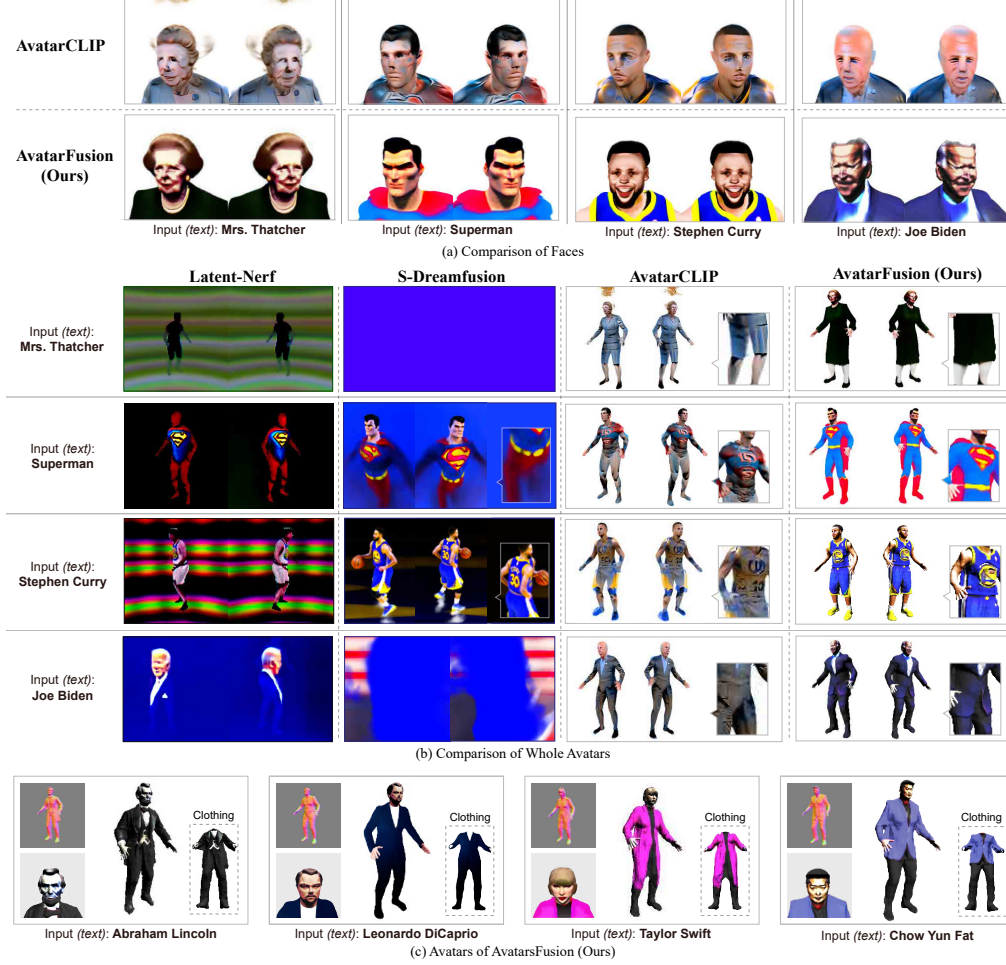 AvatarCLIP
AvatarFusion
(Ours)
Input (text): Mrs. Thatcher
Input (text): Superman
Input (text): Stephen Curry
Input (text): Joe Biden
(a) Comparison of Faces
Latent-Nerf
S-Dreamfusion
AvatarCLIP
AvatarFusion (Ours)
Input (text):
Mrs. Thatcher
Input (text):
Superman
Input (text):
Stephen Curry
30
30
30
Input (text):
Joe Biden
(b) Comparison of Whole Avatars
Clothing
Clothing
Clothing
Clothing
Input (text): Abraham Lincoln
Input (text): Leonardo DiCaprio
Input (text): Taylor Swift
Input (text): Chow Yun Fat
(c) Avatars of AvatarsFusion (Ours)